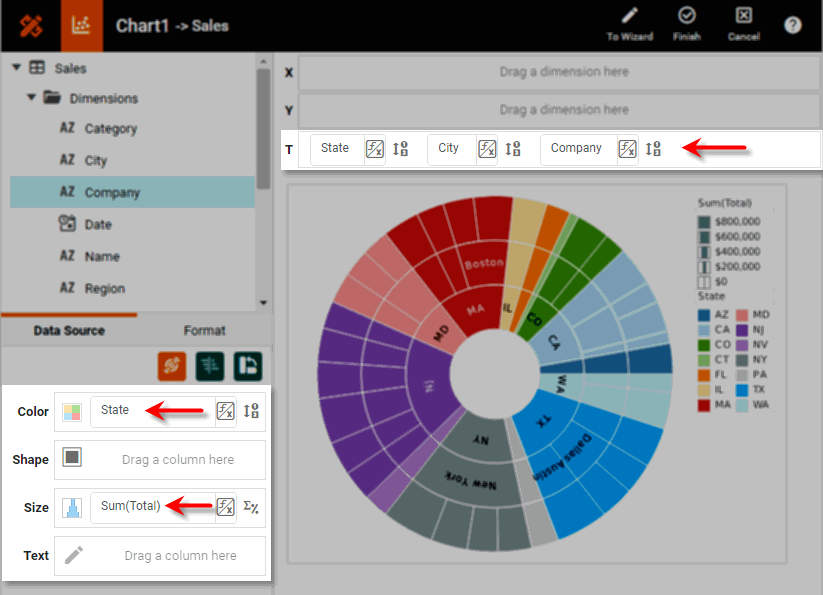 Chart1 -> Sales
To Wizard
Finish
Cancel
?
Sales
Dimensions
AZ Category
AZ City
AZ Company
Date
AZ Name
AZ Region
Data Source
Format
Color
State
Shape
Drag a column here
Size
Sum(Total)
Text
Drag a column here
X
Drag a dimension here
Y
Drag a dimension here
T
State
City
Company
Boston
MA
IL
CO
CA
WA
TX
Dallas Austin
NY
New York
NJ
MD
Sum(Total)
$800,000
$600,000
$400,000
$200,000
$0
State
AZ MD
CA NJ
CO NV
CT NY
FL PA
IL TX
MA WA